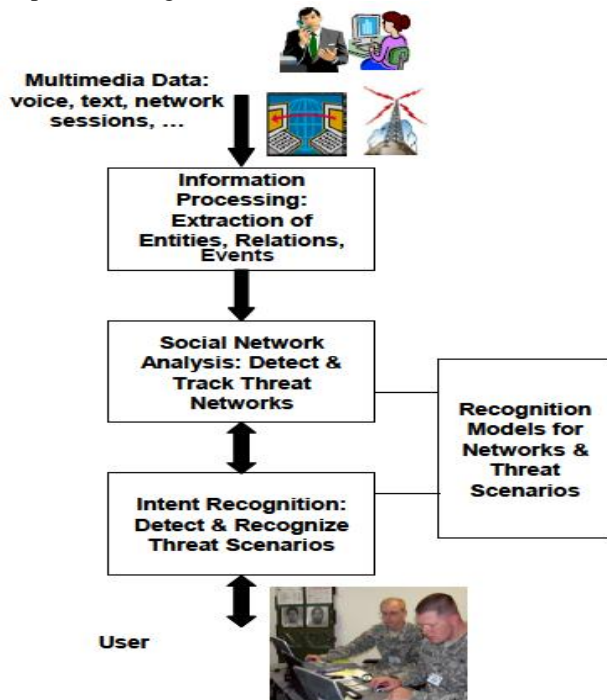 Multimedia Data:
voice, text, network
sessions, …
Information
Processing:
Extraction of
Entities, Relations,
Events
Social Network
Analysis: Detect &
Track Threat
Networks
Recognition
Models for
Networks &
Threat
Scenarios
Intent Recognition:
Detect & Recognize
Threat Scenarios
User